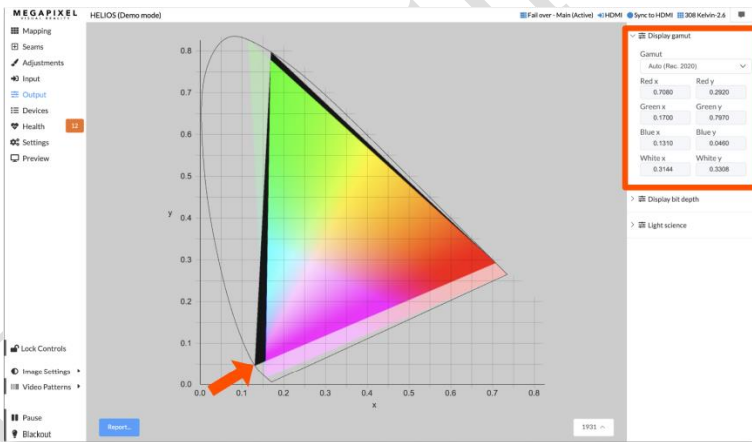 MEGAPIXEL
VISUAL REALITY
HELIOS (Demo mode)
Fail over - Main (Active)
HDMI
Sync to HDMI
308 Kelvin-2.6
Mapping
Seams
Adjustments
Input
Output
Devices
Health
12
Settings
Preview
Lock Controls
Image Settings
Video Patterns
Pause
Blackout
y
0.8
0.7
0.6
0.5
0.4
0.3
0.2
0.1
0.0
0.0 0.1 0.2 0.3 0.4 0.5 0.6 0.7 0.8
x
Report...
1931
Display gamut
Gamut
Auto (Rec. 2020)
Red x Red y
0.7080 0.2920
Green x Green y
0.1700 0.7970
Blue x Blue y
0.1310 0.0460
White x White y
0.3144 0.3308
Display bit depth
Light science